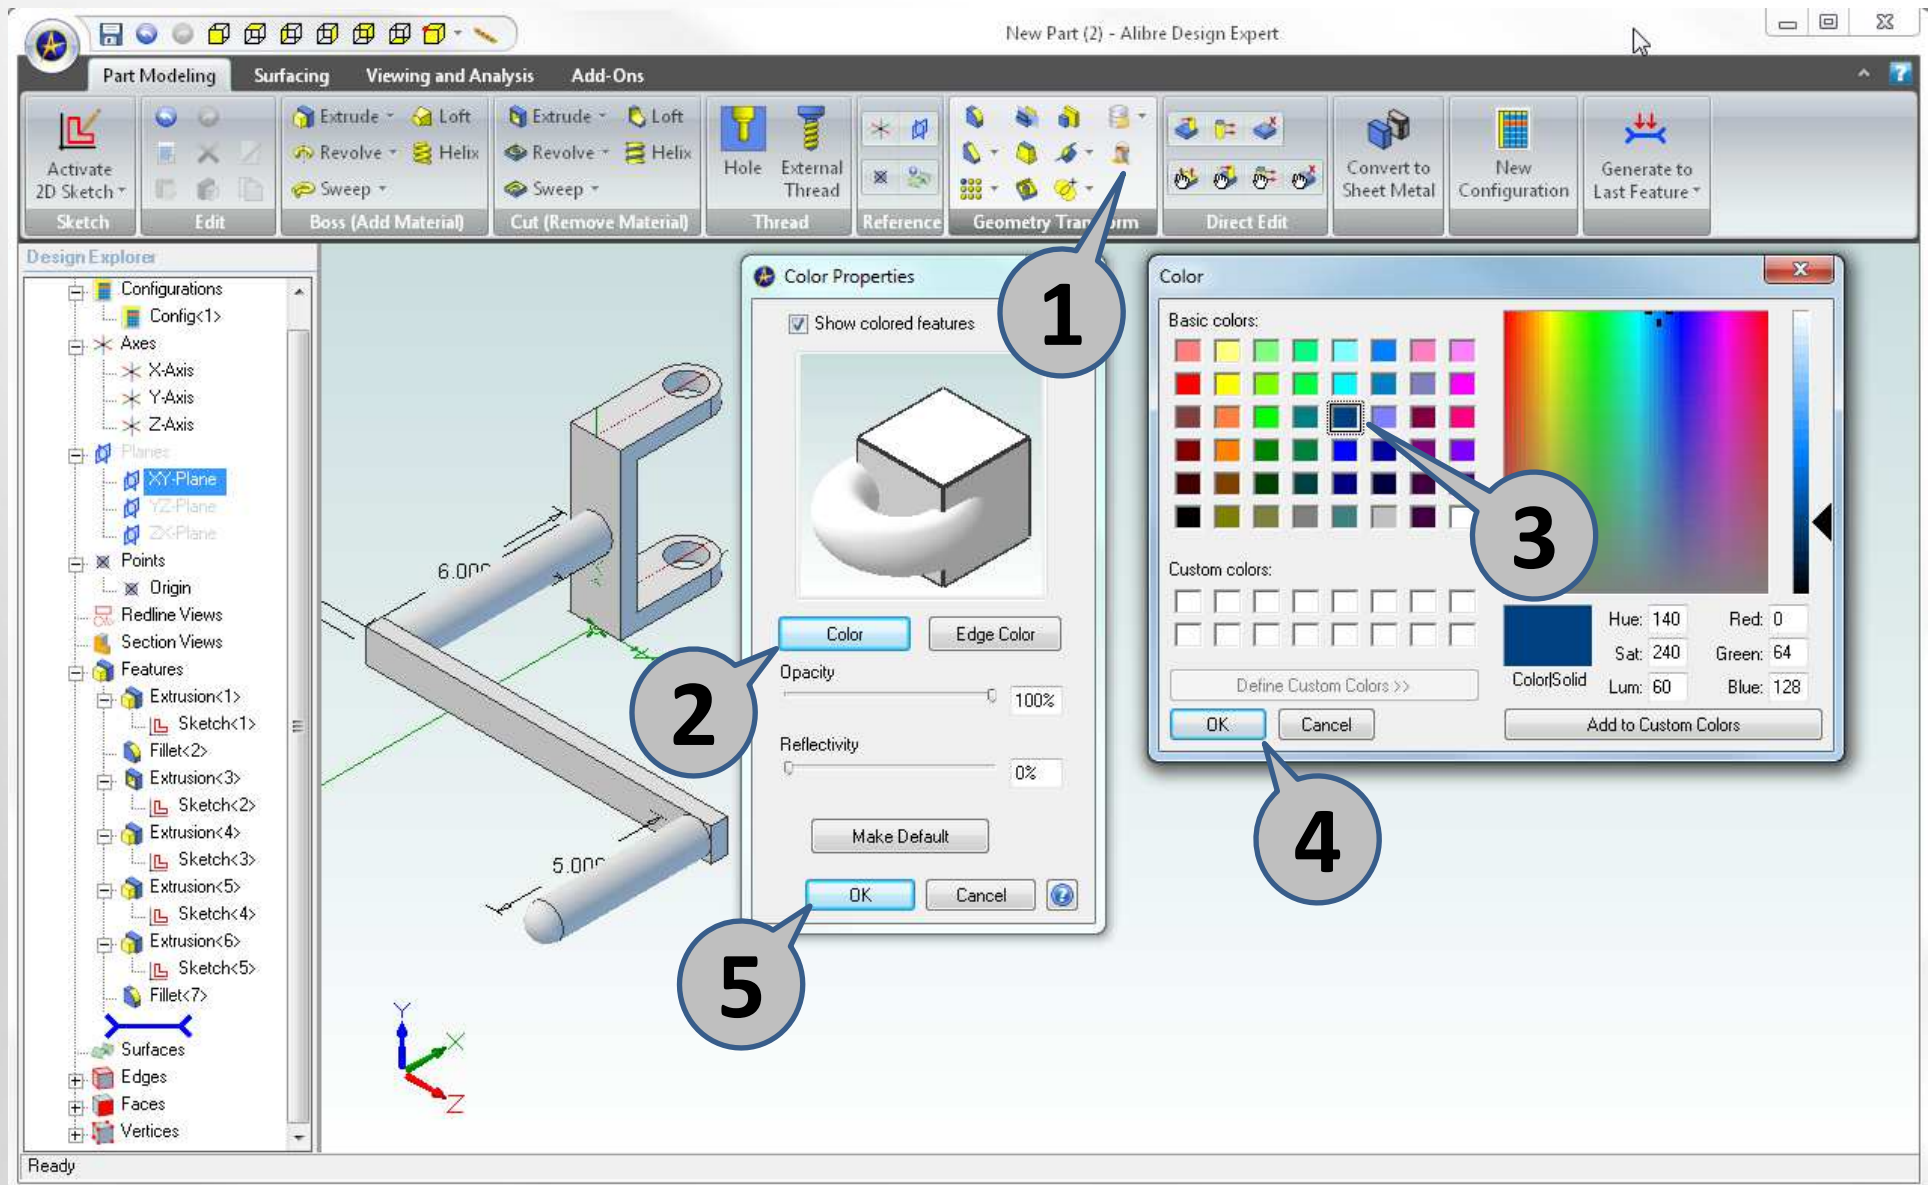 New Part (2) - Alibre Design Expert
Part Modeling Surfacing Viewing and Analysis Add-Ons
Activate
2D Sketch
Sketch
Edit
Extrude Loft
Revolve Helix
Sweep
Boss (Add Material)
Extrude Loft
Revolve Helix
Sweep
Cut (Remove Material)
Hole
External
Thread
Thread
Reference
Geometry
Direct Edit
Convert to
Sheet Metal
New
Configuration
Generate to
Last Feature
Design Explorer
Configurations
Config<1>
Axes
X-Axis
Y-Axis
Z-Axis
Planes
XY-Plane
YZ-Plane
ZX-Plane
Points
Origin
Redline Views
Section Views
Features
Extrusion<1>
Sketch<1>
Fillet<2>
Extrusion<3>
Sketch<2>
Extrusion<4>
Sketch<3>
Extrusion<5>
Sketch<4>
Extrusion<6>
Sketch<5>
Fillet<7>
Surfaces
Edges
Faces
Vertices
Ready
Y
X
Z
Color Properties
Show colored features
Color
Edge Color
Opacity
100%
Reflectivity
0%
Make Default
OK
Cancel
Color
Basic colors:
Custom colors:
Define Custom Colors >>
OK
Cancel
Color|Solid
Hue: 140
Sat: 240
Lum: 60
Red: 0
Green: 64
Blue: 128
Add to Custom Colors
1
2
3
4
5